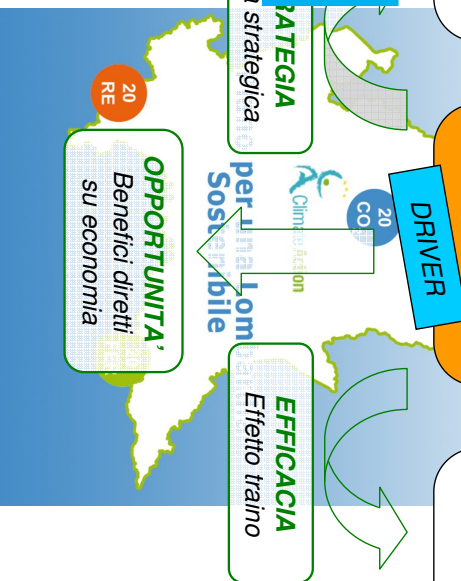 DRIVER
RATEGIA
strategica
20
CO
Climate Action
per una Lom
Sostenibile
20
RE
OPPORTUNITA'
Benefici diretti
su economia
EFFICACIA
Effetto traino